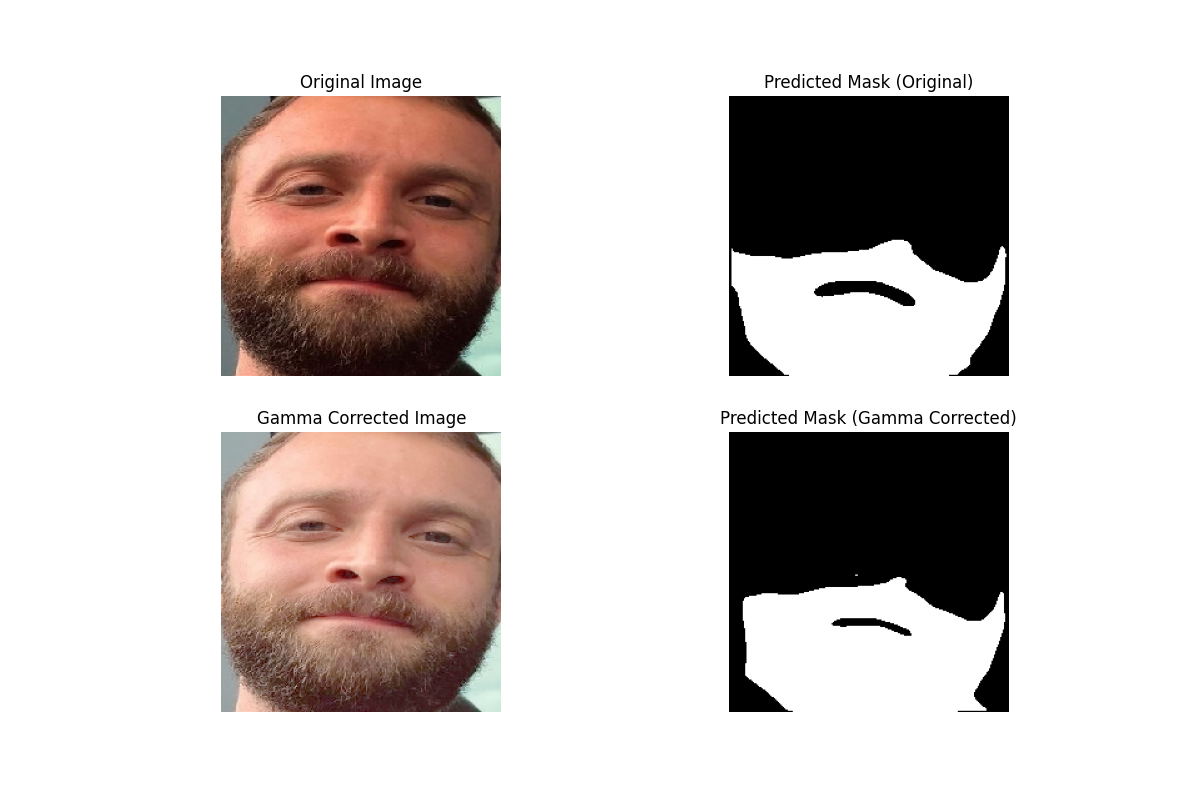 Original Image
Predicted Mask (Original)
Gamma Corrected Image
Predicted Mask (Gamma Corrected)